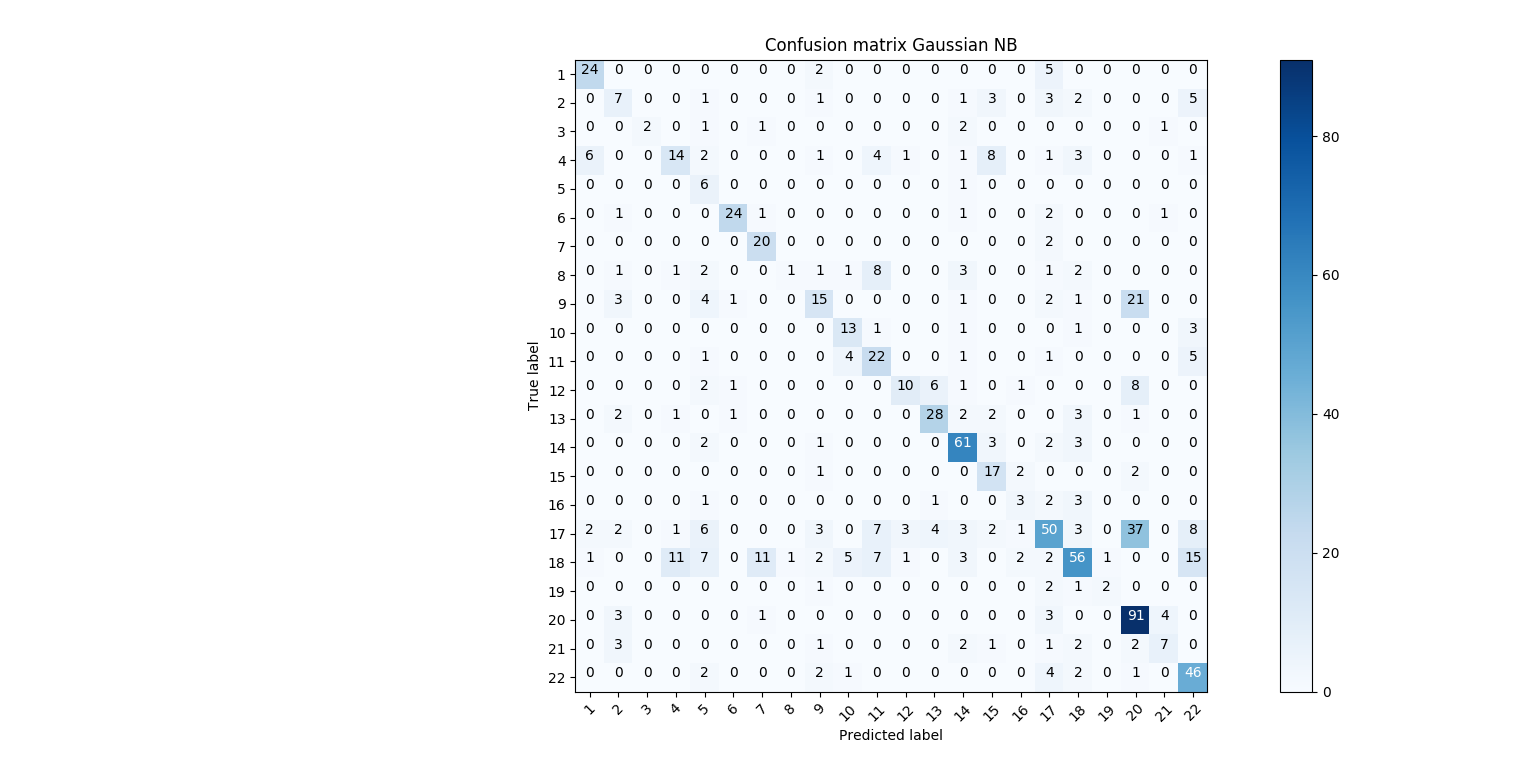 Confusion matrix Gaussian NB
1 24 0 0 0 0 0 0 0 2 0 0 0 0 0 0 0 5 0 0 0 0 0
2 0 7 0 0 1 0 0 0 1 0 0 0 0 1 3 0 3 2 0 0 0 5
3 0 0 2 0 1 0 1 0 0 0 0 0 0 2 0 0 0 0 0 0 1 0
4 6 0 0 14 2 0 0 0 1 0 4 1 0 1 8 0 1 3 0 0 0 1
5 0 0 0 0 6 0 0 0 0 0 0 0 0 1 0 0 0 0 0 0 0 0
6 0 1 0 0 0 24 1 0 0 0 0 0 0 1 0 0 2 0 0 0 1 0
7 0 0 0 0 0 0 20 0 0 0 0 0 0 0 0 0 2 0 0 0 0 0
8 0 1 0 1 2 0 0 1 1 1 8 0 0 3 0 0 1 2 0 0 0 0
9 0 3 0 0 4 1 0 0 15 0 0 0 0 1 0 0 2 1 0 21 0 0
10 0 0 0 0 0 0 0 0 0 13 1 0 0 1 0 0 0 1 0 0 0 3
11 0 0 0 0 1 0 0 0 0 4 22 0 0 1 0 0 1 0 0 0 0 5
12 0 0 0 0 2 1 0 0 0 0 0 10 6 1 0 1 0 0 0 8 0 0
13 0 2 0 1 0 1 0 0 0 0 0 0 28 2 2 0 0 3 0 1 0 0
14 0 0 0 0 2 0 0 0 1 0 0 0 0 61 3 0 2 3 0 0 0 0
15 0 0 0 0 0 0 0 0 1 0 0 0 0 0 17 2 0 0 0 2 0 0
16 0 0 0 0 1 0 0 0 0 0 0 0 1 0 0 3 2 3 0 0 0 0
17 2 2 0 1 6 0 0 0 3 0 7 3 4 3 2 1 50 3 0 37 0 8
18 1 0 0 11 7 0 11 1 2 5 7 1 0 3 0 2 2 56 1 0 0 15
19 0 0 0 0 0 0 0 0 1 0 0 0 0 0 0 0 2 1 2 0 0 0
20 0 3 0 0 0 0 1 0 0 0 0 0 0 0 0 0 3 0 0 91 4 0
21 0 3 0 0 0 0 0 0 1 0 0 0 0 2 1 0 1 2 0 2 7 0
22 0 0 0 0 2 0 0 0 2 1 0 0 0 0 0 0 4 2 0 1 0 46
1 2 3 4 5 6 7 8 9 10 11 12 13 14 15 16 17 18 19 20 21 22
Predicted label
True label
80
60
40
20
0